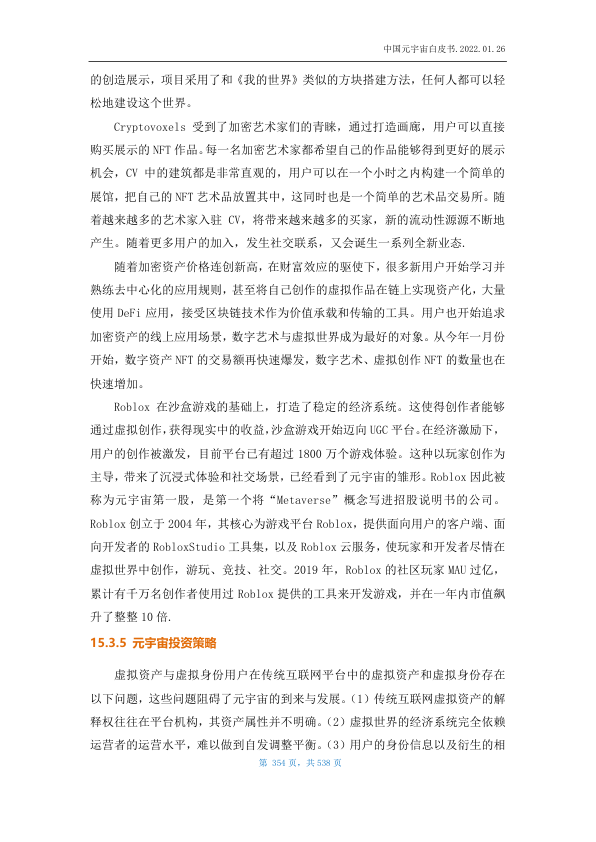 中国元宇宙白皮书.2022.01.26
的创造展示，项目采用了和《我的世界》类似的方块搭建方法，任何人都可以轻
松地建设这个世界。
Cryptovoxels 受到了加密艺术家们的青睐，通过打造画廊，用户可以直接
购买展示的 NFT 作品。每一名加密艺术家都希望自己的作品能够得到更好的展示
机会，CV 中的建筑都是非常直观的，用户可以在一个小时之内构建一个简单的
展馆，把自己的 NFT 艺术品放置其中，这同时也是一个简单的艺术品交易所。随
着越来越多的艺术家入驻 CV，将带来越来越多的买家，新的流动性源源不断地
产生。随着更多用户的加入，发生社交联系，又会诞生一系列全新业态.
随着加密资产价格连创新高，在财富效应的驱使下，很多新用户开始学习并
熟练去中心化的应用规则，甚至将自己创作的虚拟作品在链上实现资产化，大量
使用 DeFi 应用，接受区块链技术作为价值承载和传输的工具。用户也开始追求
加密资产的线上应用场景，数字艺术与虚拟世界成为最好的对象。从今年一月份
开始，数字资产 NFT 的交易额再快速爆发，数字艺术、虚拟创作 NFT 的数量也在
快速增加。
Roblox 在沙盒游戏的基础上，打造了稳定的经济系统。这使得创作者能够
通过虚拟创作，获得现实中的收益，沙盒游戏开始迈向 UGC 平台。在经济激励下，
用户的创作被激发，目前平台已有超过 1800 万个游戏体验。这种以玩家创作为
主导，带来了沉浸式体验和社交场景，已经看到了元宇宙的雏形。Roblox 因此被
称为元宇宙第一股，是第一个将“Metaverse”概念写进招股说明书的公司。
Roblox 创立于 2004 年，其核心为游戏平台 Roblox，提供面向用户的客户端、面
向开发者的 RobloxStudio 工具集，以及 Roblox 云服务，使玩家和开发者尽情在
虚拟世界中创作，游玩、竞技、社交。2019 年，Roblox 的社区玩家 MAU 过亿，
累计有千万名创作者使用过 Roblox 提供的工具来开发游戏，并在一年内市值飙
升了整整 10 倍.
15.3.5 元宇宙投资策略
虚拟资产与虚拟身份用户在传统互联网平台中的虚拟资产和虚拟身份存在
以下问题，这些问题阻碍了元宇宙的到来与发展。（1）传统互联网虚拟资产的解
释权往往在平台机构，其资产属性并不明确。（2）虚拟世界的经济系统完全依赖
运营者的运营水平，难以做到自发调整平衡。（3）用户的身份信息以及衍生的相
第 354 页，共 538 页